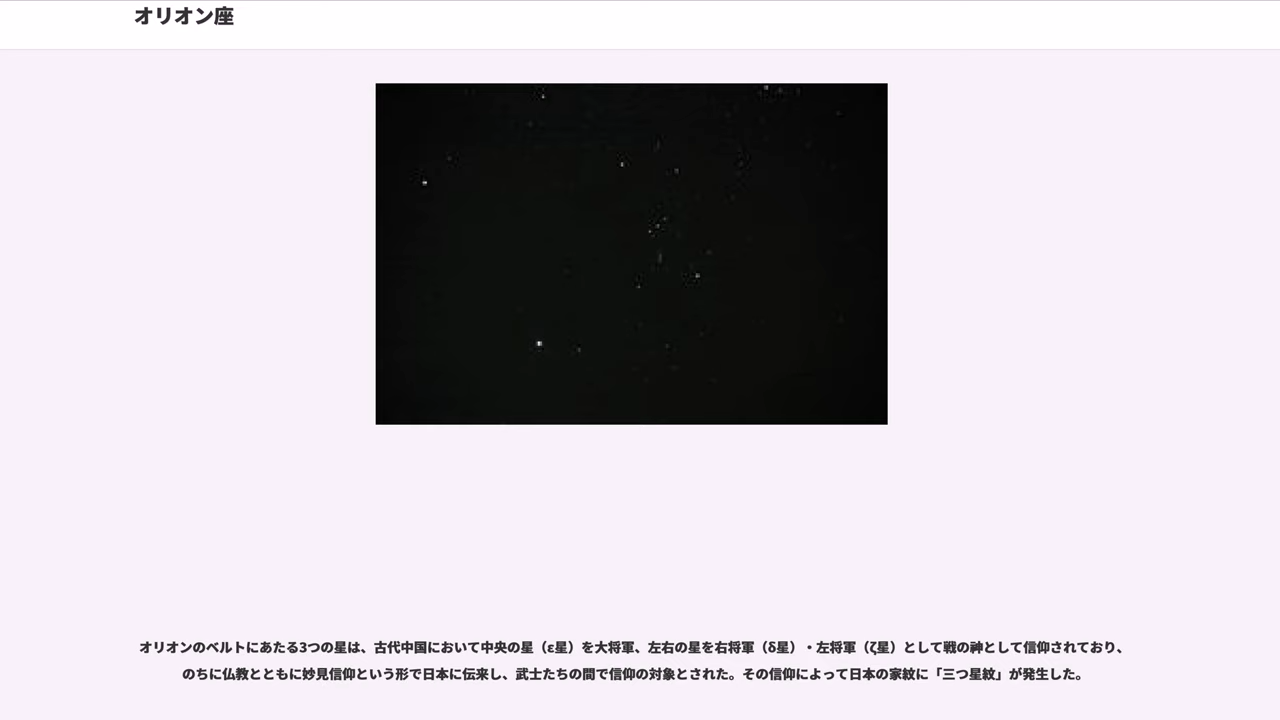 オリオン座
オリオンのベルトにあたる3つの星は、古代中国において中央の星（ε星）を大将軍、左右の星を右将軍（δ星）・左将軍（ζ星）として戦の神として信仰されており、
のちに仏教とともに妙見信仰という形で日本に伝来し、武士たちの間で信仰の対象とされた。その信仰によって日本の家紋に「三つ星紋」が発生した。